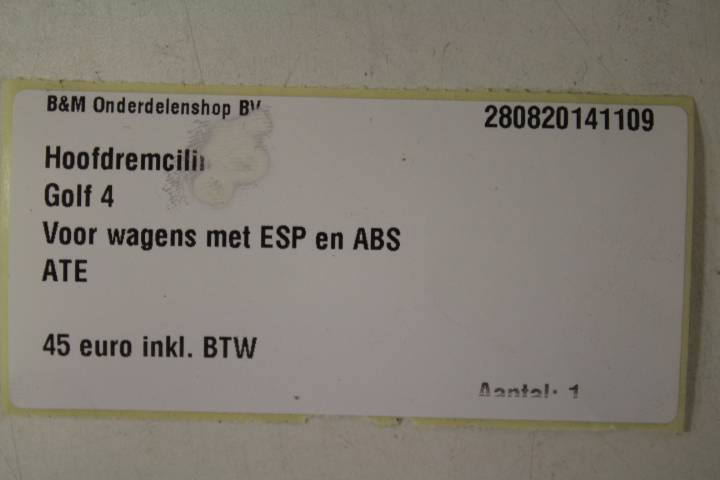 B&M Onderdelenshop BV
280820141109
Golf 4
Voor wagens met ESP en ABS
ATE
45 euro inkl. BTW
Aantal: 1